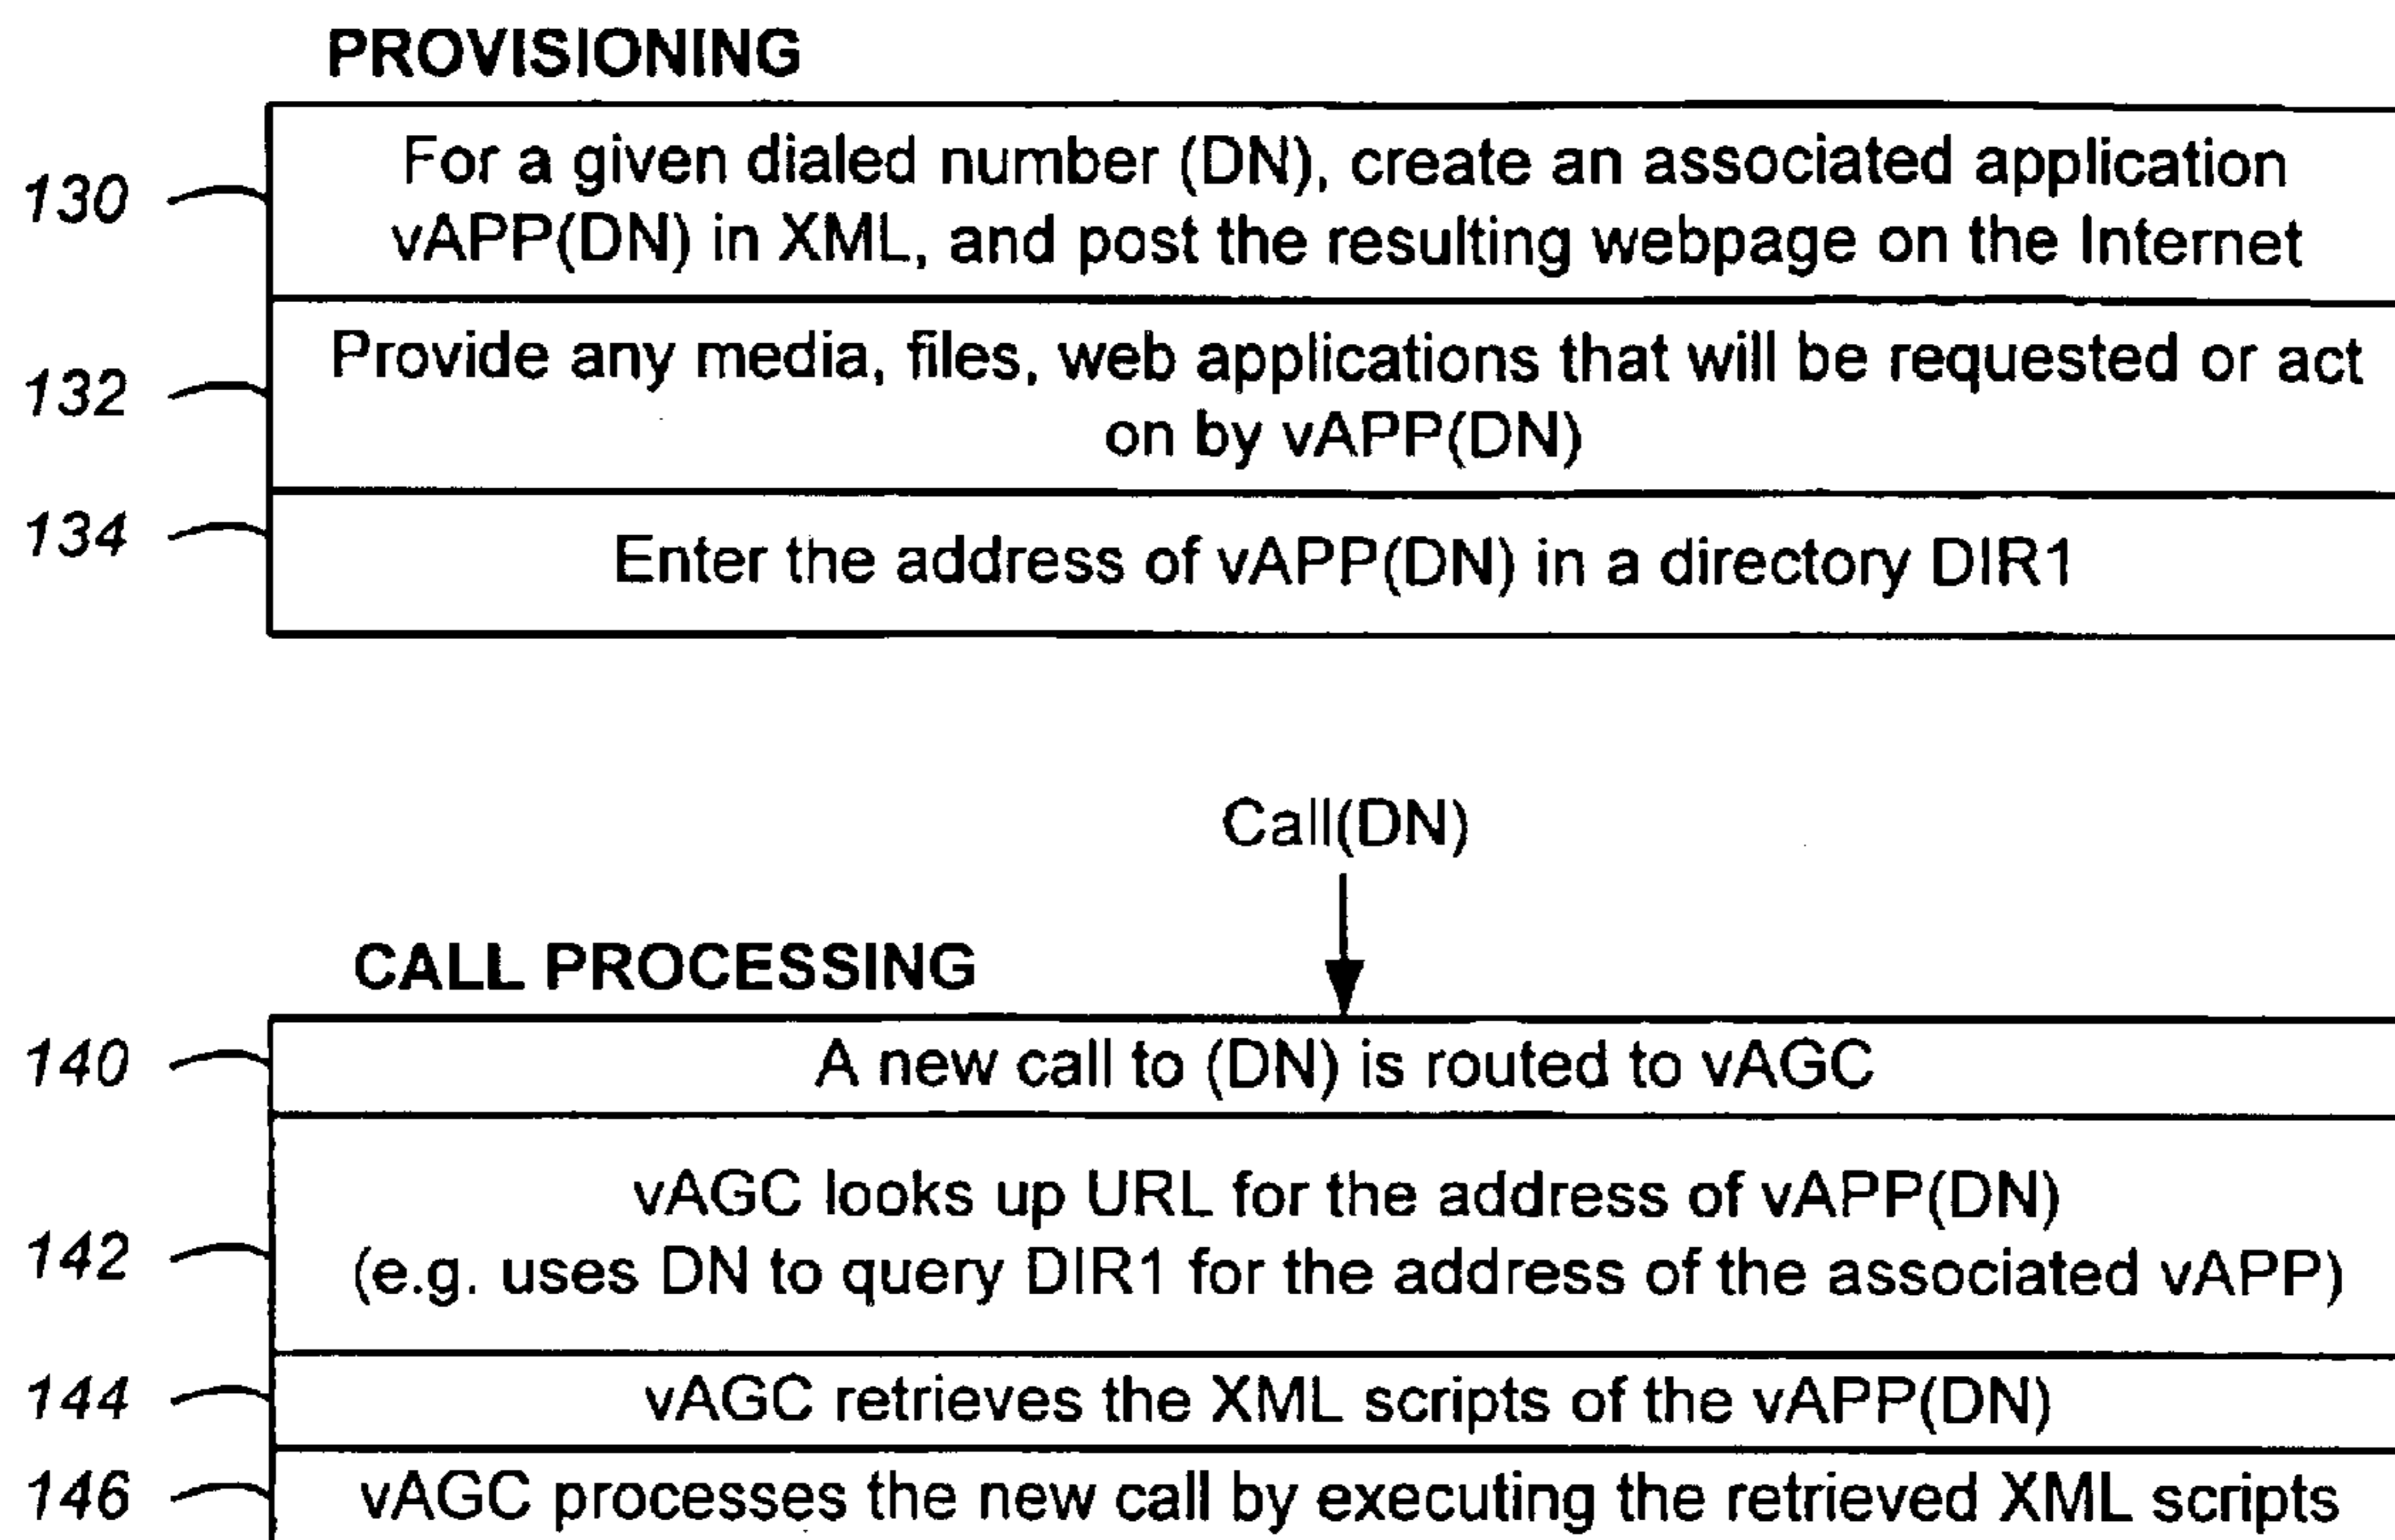 PROVISIONING
130
For a given dialed number (DN), create an associated application
vAPP(DN) in XML, and post the resulting webpage on the Internet
132
Provide any media, files, web applications that will be requested or act
on by vAPP(DN)
134
Enter the address of vAPP(DN) in a directory DIR1
Call(DN)
CALL PROCESSING
140
A new call to (DN) is routed to vAGC
142
vAGC looks up URL for the address of vAPP(DN)
(e.g. uses DN to query DIR1 for the address of the associated vAPP)
144
vAGC retrieves the XML scripts of the vAPP(DN)
146
vAGC processes the new call by executing the retrieved XML scripts